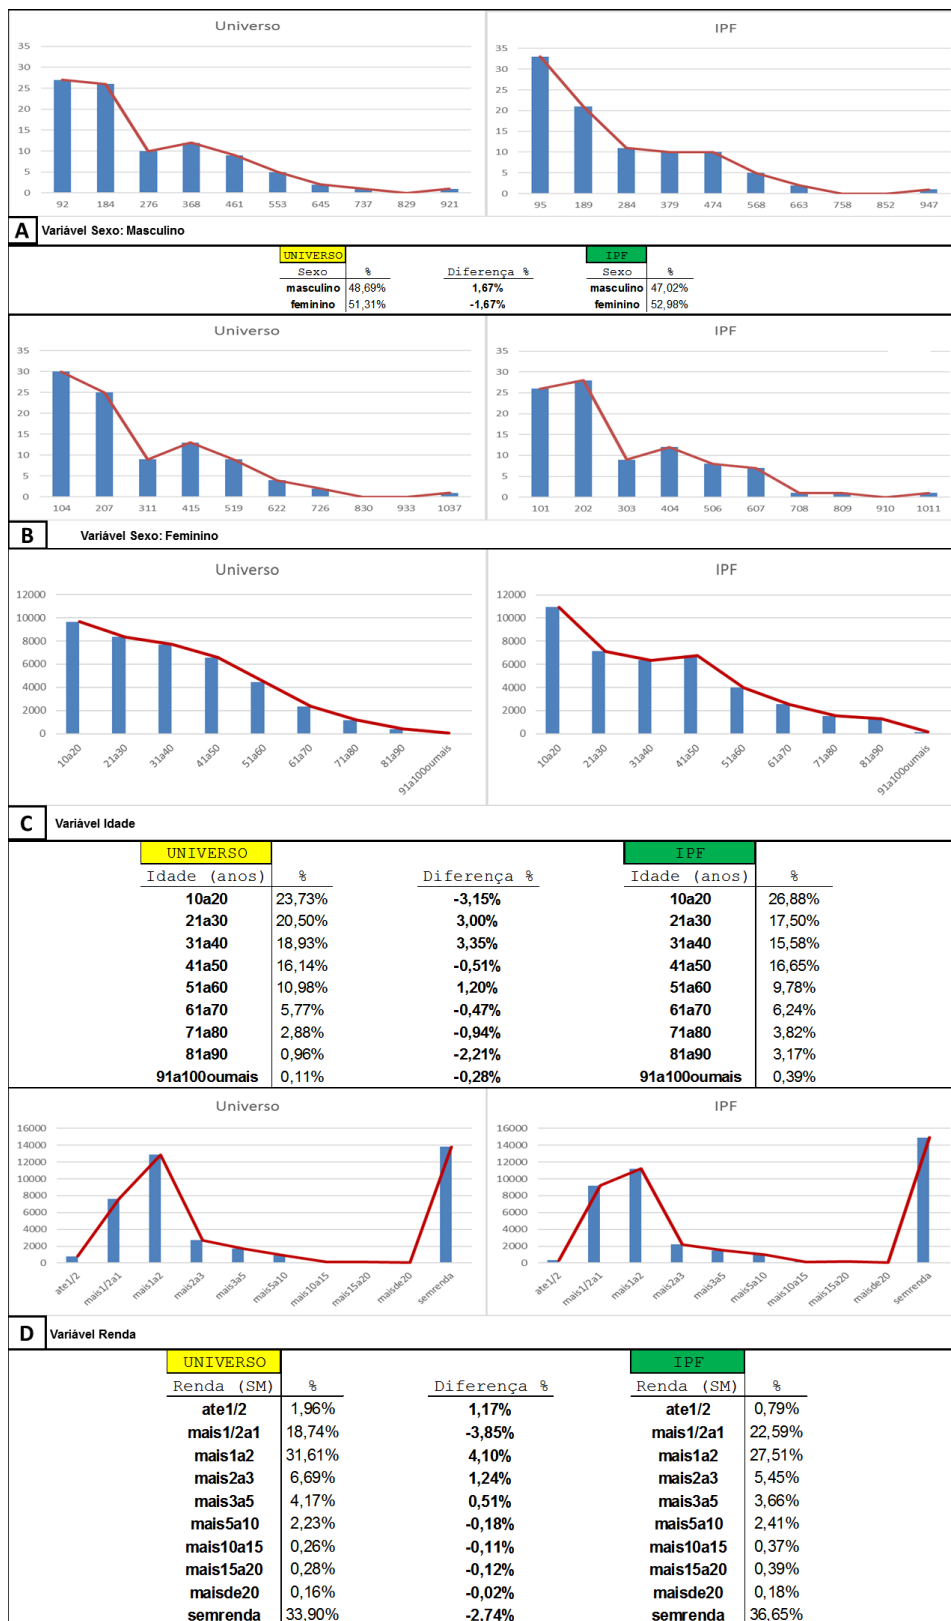 Universo
IPF
35
30
25
20
15
10
5
0
92 184 276 368 461 553 645 737 829 921
35
30
25
20
15
10
5
0
95 189 284 379 474 568 663 758 852 947
A Variável Sexo: Masculino
UNIVERSO IPF
Sexo % Diferença % Sexo %
masculino 48,69% 1,67% masculino 47,02%
feminino 51,31% -1,67% feminino 52,98%
Universo
IPF
35
30
25
20
15
10
5
0
104 207 311 415 519 622 726 830 933 1037
35
30
25
20
15
10
5
0
101 202 303 404 506 607 708 809 910 1011
B Variável Sexo: Feminino
Universo
IPF
12000
10000
8000
6000
4000
2000
0
10a20 21a30 31a40 41a50 51a60 61a70 71a80 81a90 91a100oumais
12000
10000
8000
6000
4000
2000
0
10a20 21a30 31a40 41a50 51a60 61a70 71a80 81a90 91a100oumais
C Variável Idade
UNIVERSO IPF
Idade (anos) % Diferença % Idade (anos) %
10a20 23,73% -3,15% 10a20 26,88%
21a30 20,50% 3,00% 21a30 17,50%
31a40 18,93% 3,35% 31a40 15,58%
41a50 16,14% -0,51% 41a50 16,65%
51a60 10,98% 1,20% 51a60 9,78%
61a70 5,77% -0,47% 61a70 6,24%
71a80 2,88% -0,94% 71a80 3,82%
81a90 0,96% -2,21% 81a90 3,17%
91a100oumais 0,11% -0,28% 91a100oumais 0,39%
Universo
IPF
16000
14000
12000
10000
8000
6000
4000
2000
0
ate1/2 mais1/2a1 mais1a2 mais2a3 mais3a5 mais5a10 mais10a15 mais15a20 maisde20 semrenda
16000
14000
12000
10000
8000
6000
4000
2000
0
ate1/2 mais1/2a1 mais1a2 mais2a3 mais3a5 mais5a10 mais10a15 mais15a20 maisde20 semrenda
D Variável Renda
UNIVERSO IPF
Renda (SM) % Diferença % Renda (SM) %
ate1/2 1,96% 1,17% ate1/2 0,79%
mais1/2a1 18,74% -3,85% mais1/2a1 22,59%
mais1a2 31,61% 4,10% mais1a2 27,51%
mais2a3 6,69% 1,24% mais2a3 5,45%
mais3a5 4,17% 0,51% mais3a5 3,66%
mais5a10 2,23% -0,18% mais5a10 2,41%
mais10a15 0,26% -0,11% mais10a15 0,37%
mais15a20 0,28% -0,12% mais15a20 0,39%
maisde20 0,16% -0,02% maisde20 0,18%
semrenda 33,90% -2,74% semrenda 36,65%